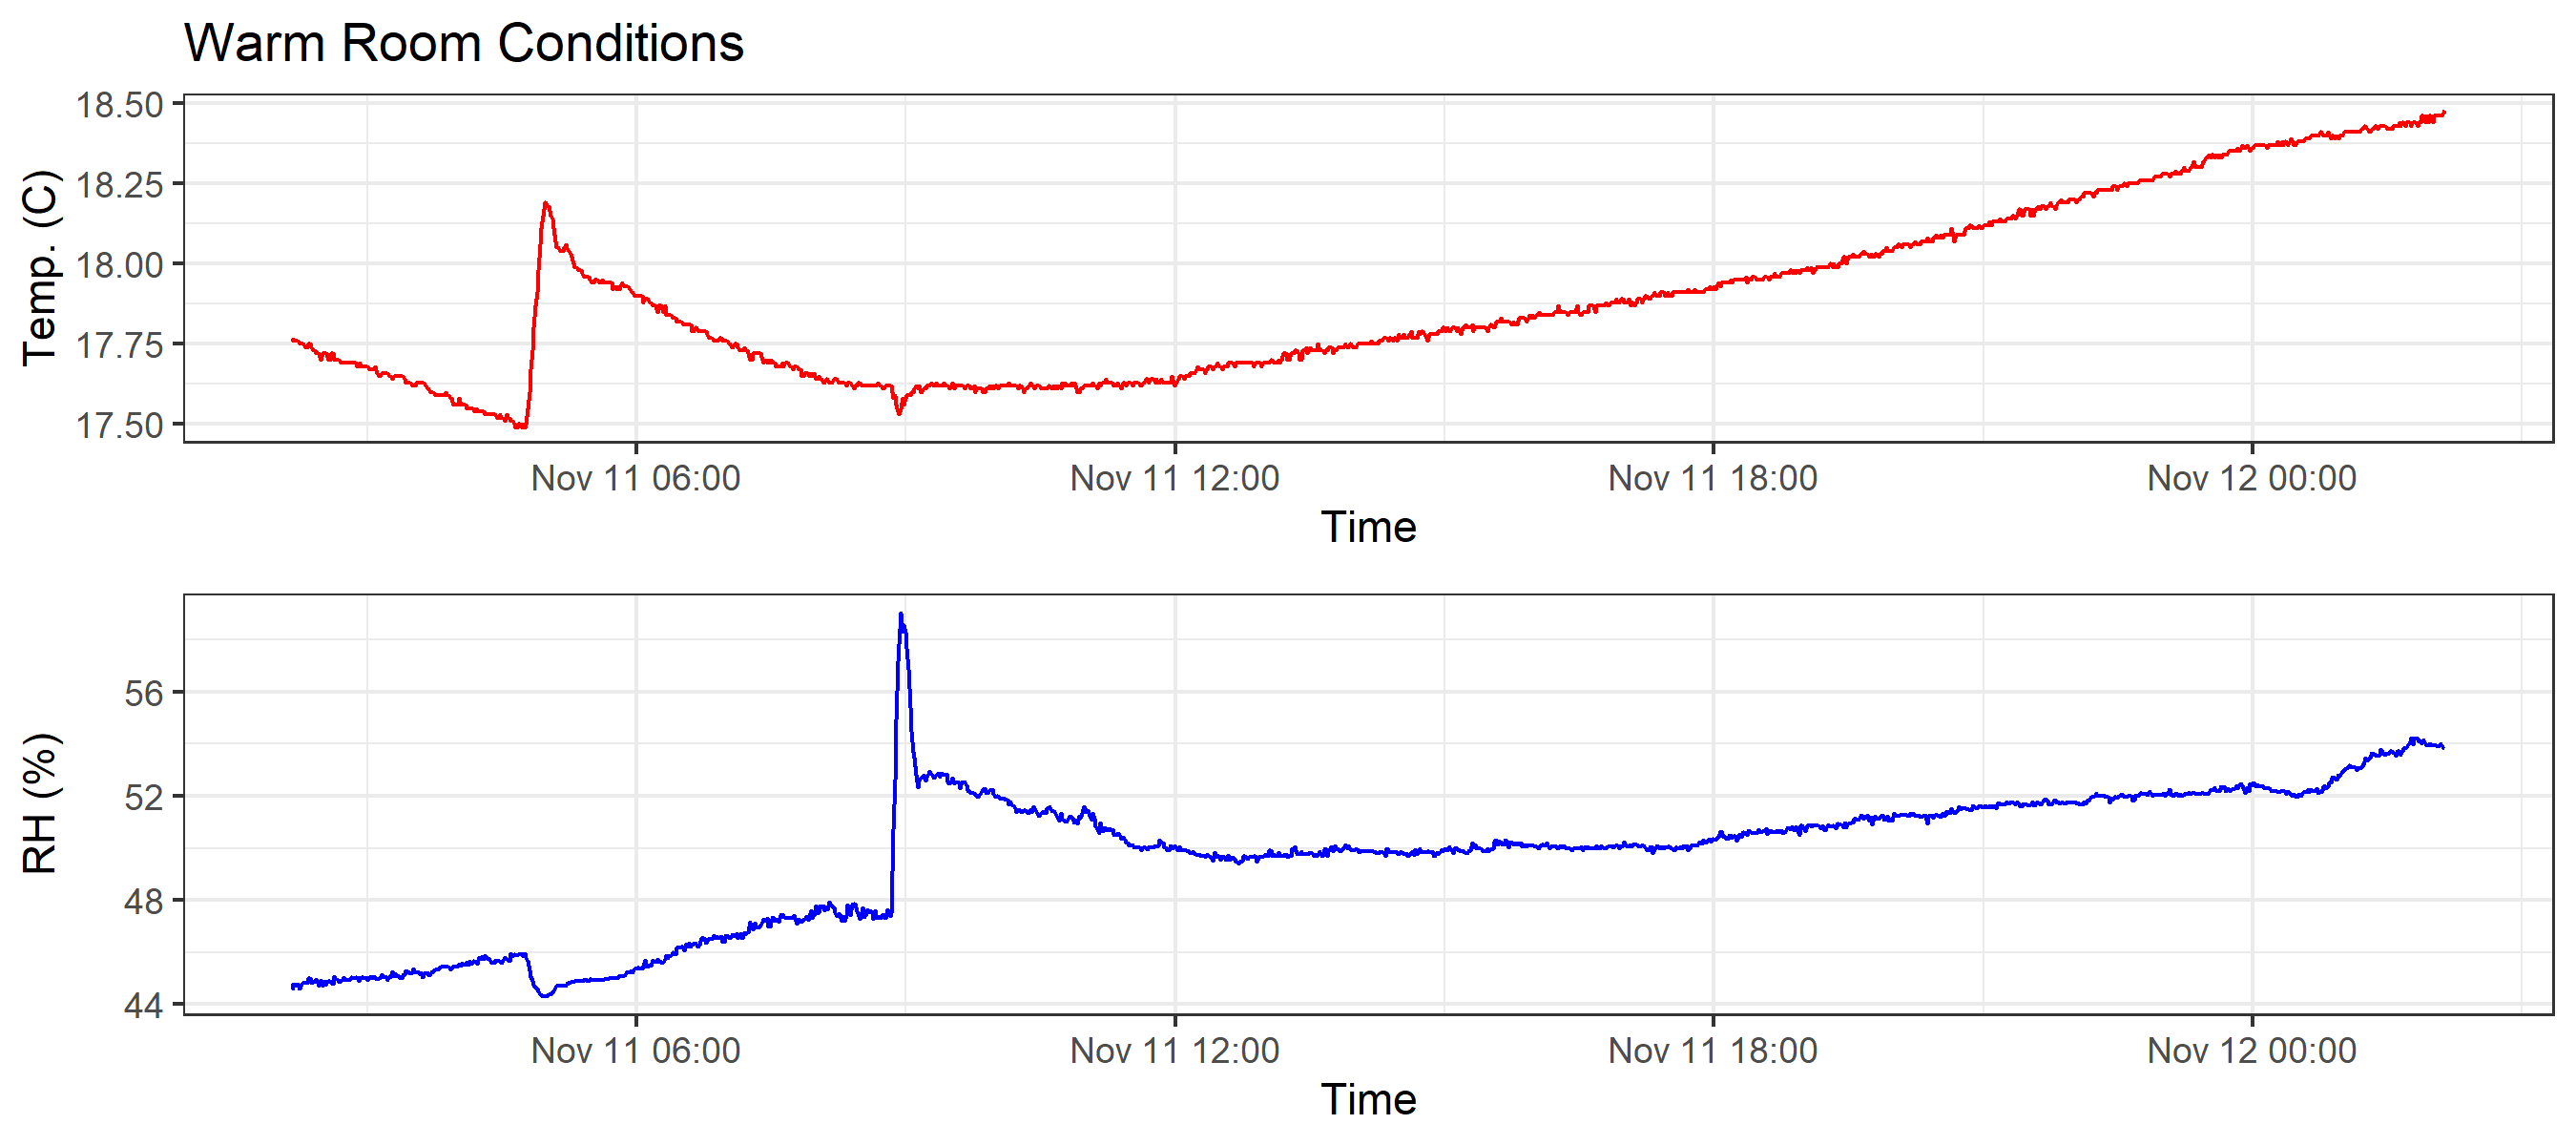 Warm Room Conditions
18.50
18.25
18.00
17.75
17.50
Temp. (C)
Nov 11 06:00 Nov 11 12:00 Nov 11 18:00 Nov 12 00:00
Time
56
52
48
44
RH (%)
Nov 11 06:00 Nov 11 12:00 Nov 11 18:00 Nov 12 00:00
Time